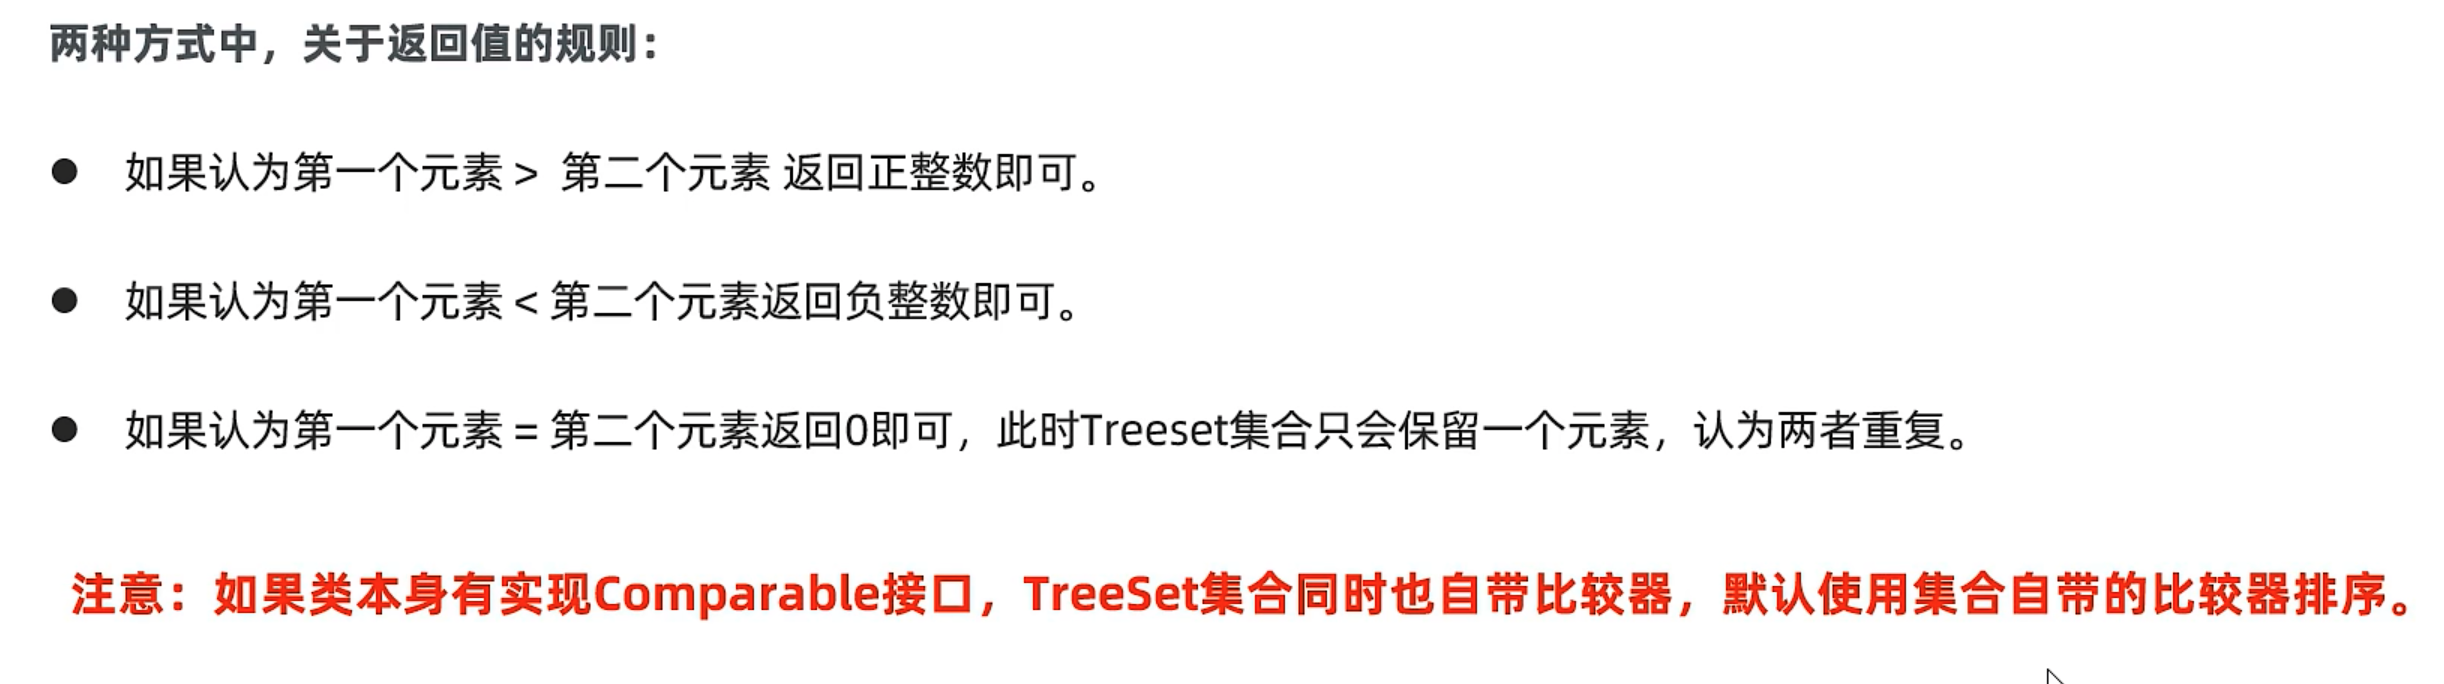 两种方式中，关于返回值的规则：
● 如果认为第一个元素 > 第二个元素 返回正整数即可。
● 如果认为第一个元素 < 第二个元素返回负整数即可。
● 如果认为第一个元素 = 第二个元素返回0即可，此时Treeset集合只会保留一个元素，认为两者重复。
注意：如果类本身有实现Comparable接口，TreeSet集合同时也自带比较器，默认使用集合自带的比较器排序。